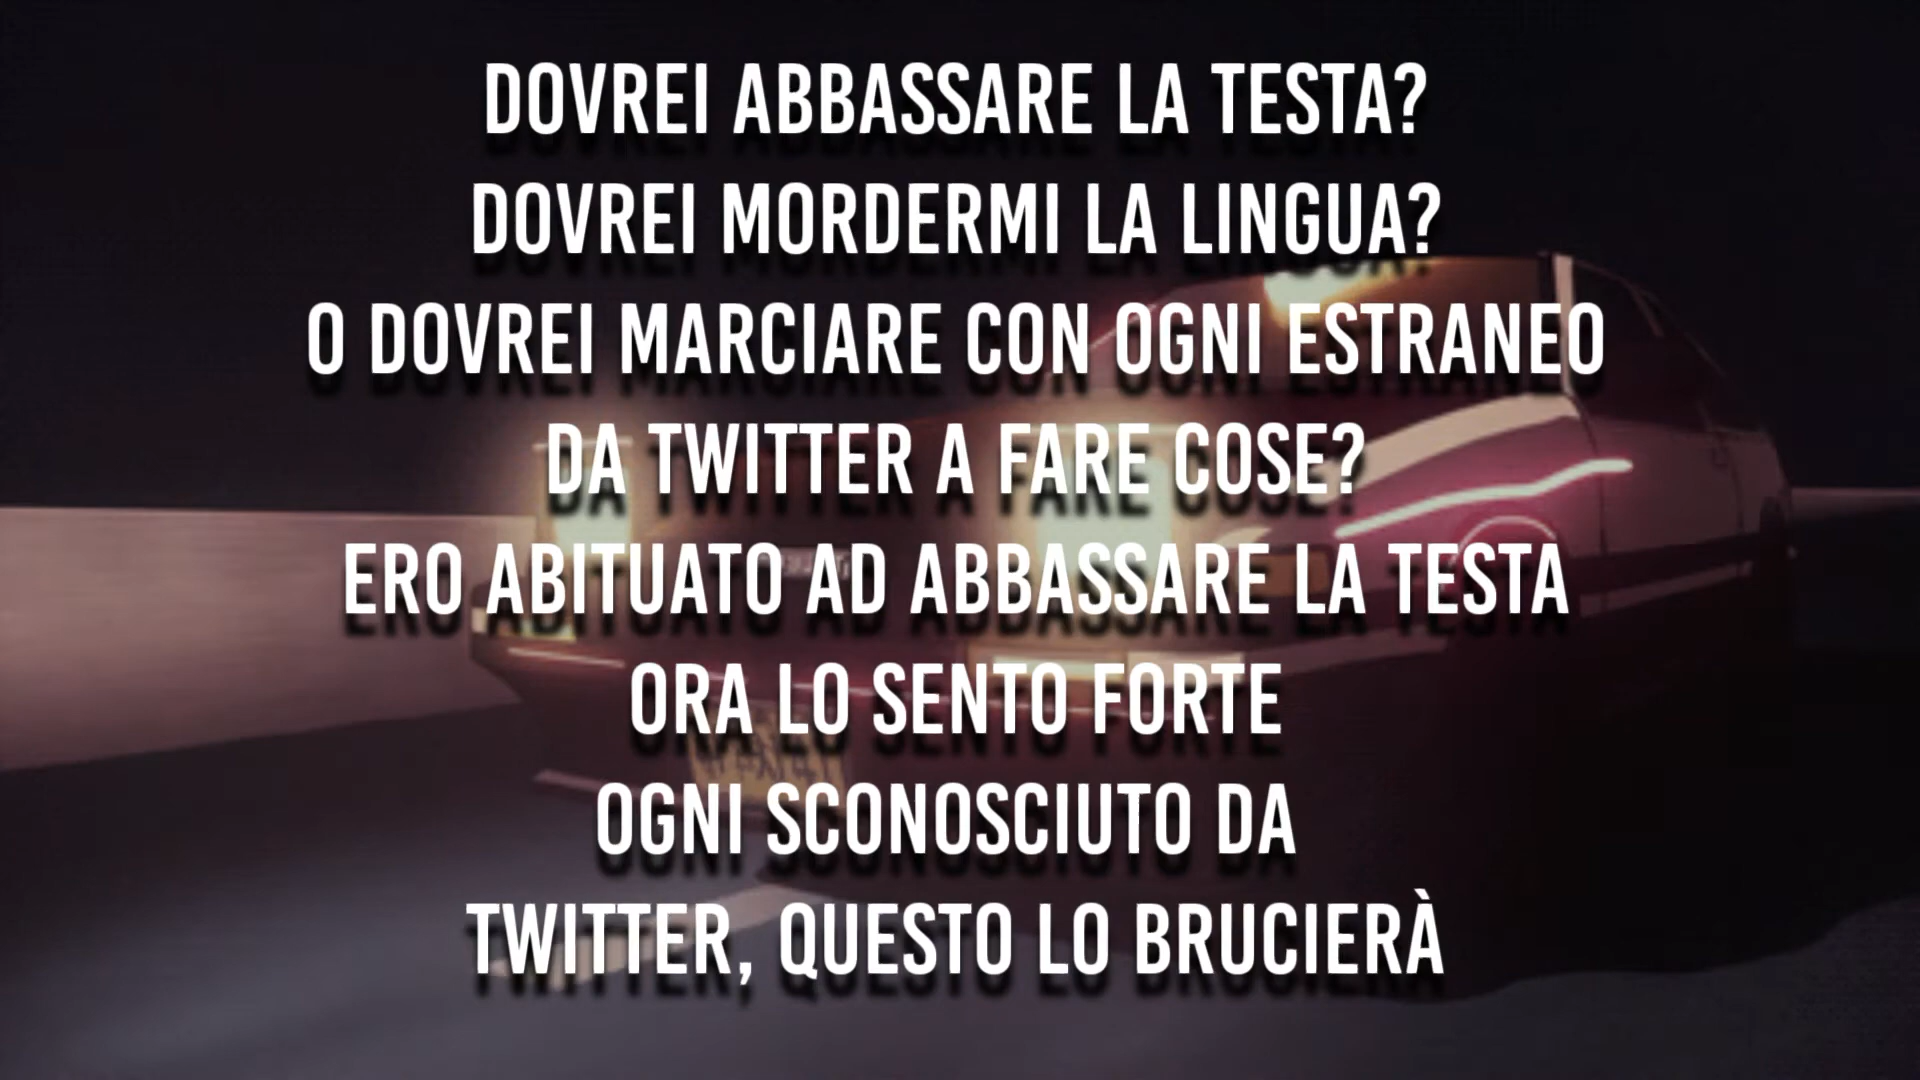 DOVREI ABBASSARE LA TESTA?
DOVREI MORDERMI LA LINGUA?
O DOVREI MARCIARE CON OGNI ESTRANEO
DA TWITTER A FARE COSE?
ERO ABITUATO AD ABBASSARE LA TESTA
ORA LO SENTO FORTE
OGNI SCONOSCIUTO DA
TWITTER, QUESTO LO BRUCIERÀ